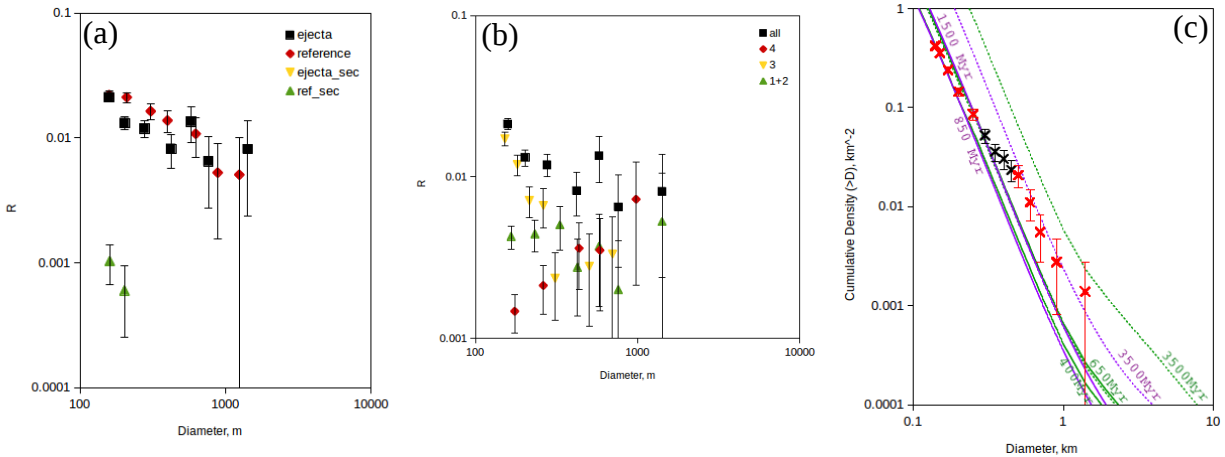 (a)
ejecta
reference
ejecta_sec
ref_sec
0.1
0.01
0.001
0.0001
R
100
1000
10000
Diameter, m
(b)
all
4
3
1+2
0.1
0.01
0.001
R
100
1000
10000
Diameter, m
(c)
1
0.1
0.01
0.001
0.0001
Cumulative Density (>D), km^-2
1500 Myr
850 Myr
400Myr
650Myr
3500Myr
3500Myr
0.1
1
10
Diameter, km